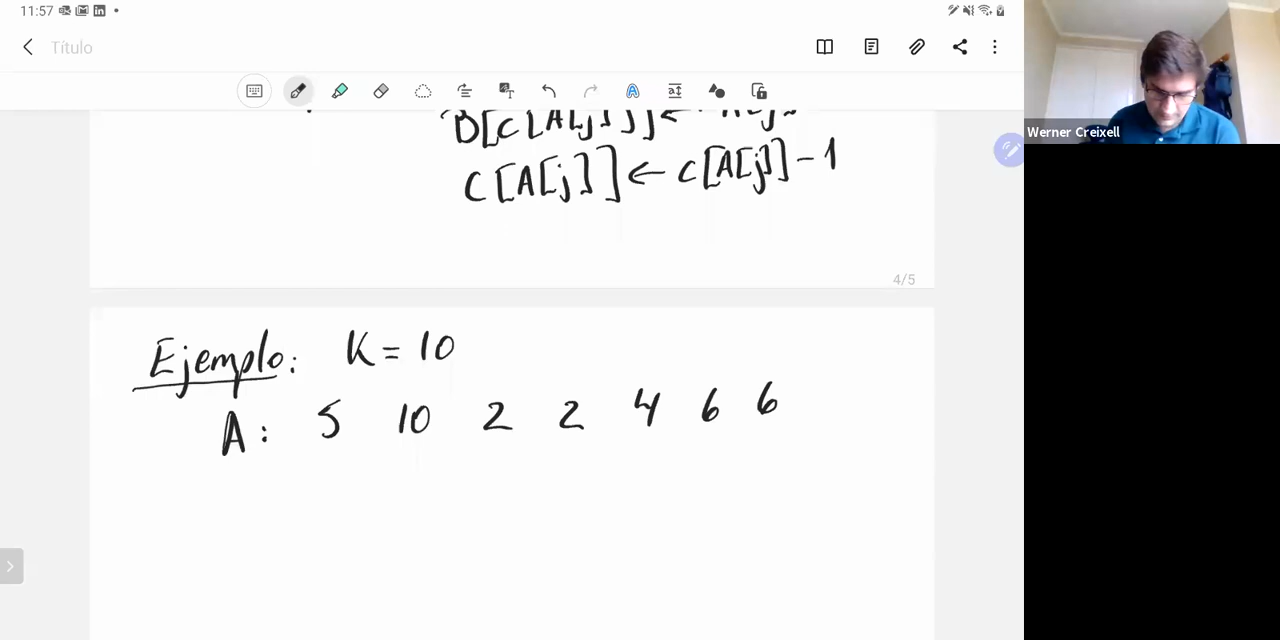 11:57
Título
B[C[A[j]]] ← A[j]
C[A[j]] ← C[A[j]] - 1
Werner Creixell
4/5
Ejemplo: K = 10
A: 5 10 2 2 4 6 6